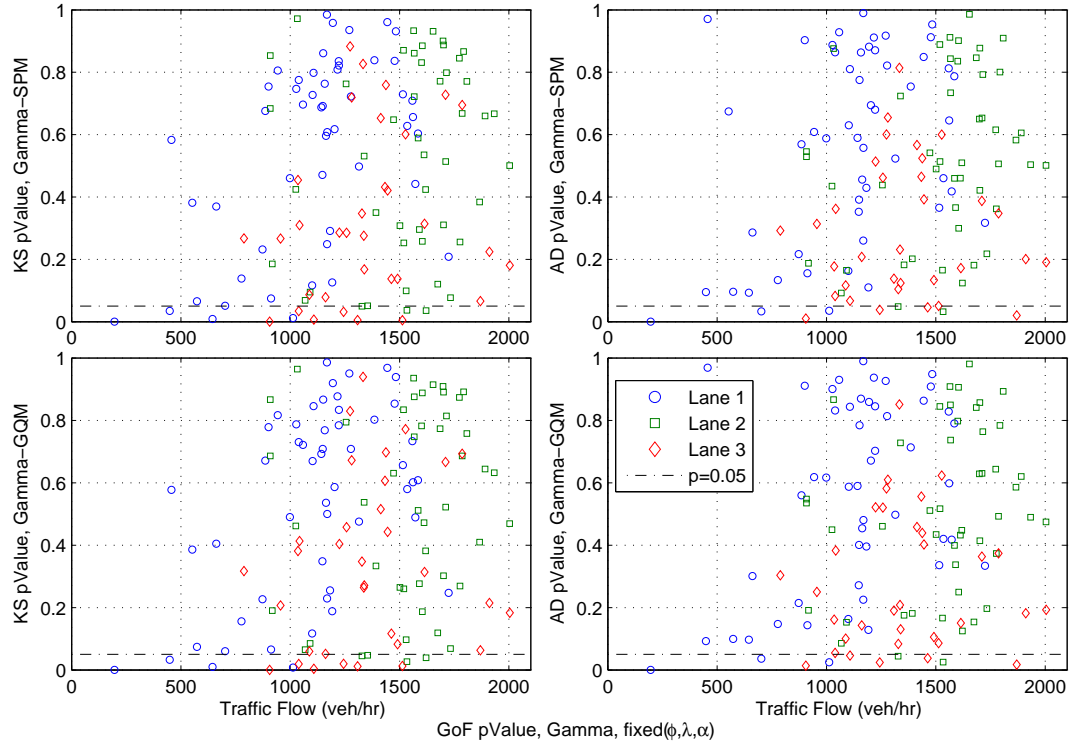 KS pValue, Gamma−SPM
1
0.8
0.6
0.4
0.2
0
0 500 1000 1500 2000
AD pValue, Gamma−SPM
1
0.8
0.6
0.4
0.2
0
0 500 1000 1500 2000
KS pValue, Gamma−GQM
1
0.8
0.6
0.4
0.2
0
0 500 1000 1500 2000
Traffic Flow (veh/hr)
AD pValue, Gamma−GQM
1
0.8
0.6
0.4
0.2
0
Lane 1
Lane 2
Lane 3
p=0.05
0 500 1000 1500 2000
Traffic Flow (veh/hr)
GoF pValue, Gamma, fixed(ϕ,λ,α)